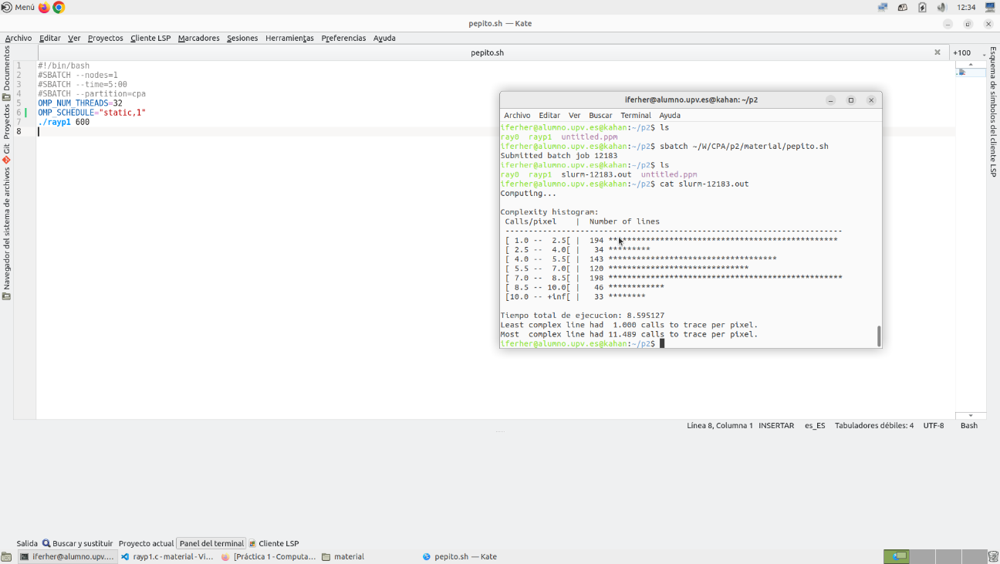 Menú
12:34
pepito.sh — Kate
Archivo Editar Ver Proyectos Cliente LSP Marcadores Sesiones Herramientas Preferencias Ayuda
pepito.sh
+100
Documentos
Proyectos
Git
Navegador del sistema de archivos
Esquema de símbolos del cliente LSP
1 #!/bin/bash
2 #SBATCH --nodes=1
3 #SBATCH --time=5:00
4 #SBATCH --partition=cpa
5 OMP_NUM_THREADS=32
6 OMP_SCHEDULE="static,1"
7 ./rayp1 600
8
iferher@alumno.upv.es@kahan: ~/p2
Archivo Editar Ver Buscar Terminal Ayuda
iferher@alumno.upv.es@kahan:~/p2$ ls
ray0 rayp1 untitled.ppm
iferher@alumno.upv.es@kahan:~/p2$ sbatch ~/W/CPA/p2/material/pepito.sh
Submitted batch job 12183
iferher@alumno.upv.es@kahan:~/p2$ ls
ray0 rayp1 slurm-12183.out untitled.ppm
iferher@alumno.upv.es@kahan:~/p2$ cat slurm-12183.out
Computing...
Complexity histogram:
Calls/pixel | Number of lines
------------------------------------------------------------------------
[ 1.0 -- 2.5[ | 194 *************************************************
[ 2.5 -- 4.0[ | 34 *********
[ 4.0 -- 5.5[ | 143 ************************************
[ 5.5 -- 7.0[ | 120 ******************************
[ 7.0 -- 8.5[ | 198 **************************************************
[ 8.5 -- 10.0[ | 46 ************
[10.0 -- +inf[ | 33 ********
Tiempo total de ejecucion: 8.595127
Least complex line had 1.000 calls to trace per pixel.
Most complex line had 11.489 calls to trace per pixel.
iferher@alumno.upv.es@kahan:~/p2$
Línea 8, Columna 1 INSERTAR es_ES Tabuladores débiles: 4 UTF-8 Bash
Salida Buscar y sustituir Proyecto actual Panel del terminal Cliente LSP
iferher@alumno.upv.... rayp1.c - material - Vi... [Práctica 1 - Computa... material pepito.sh — Kate